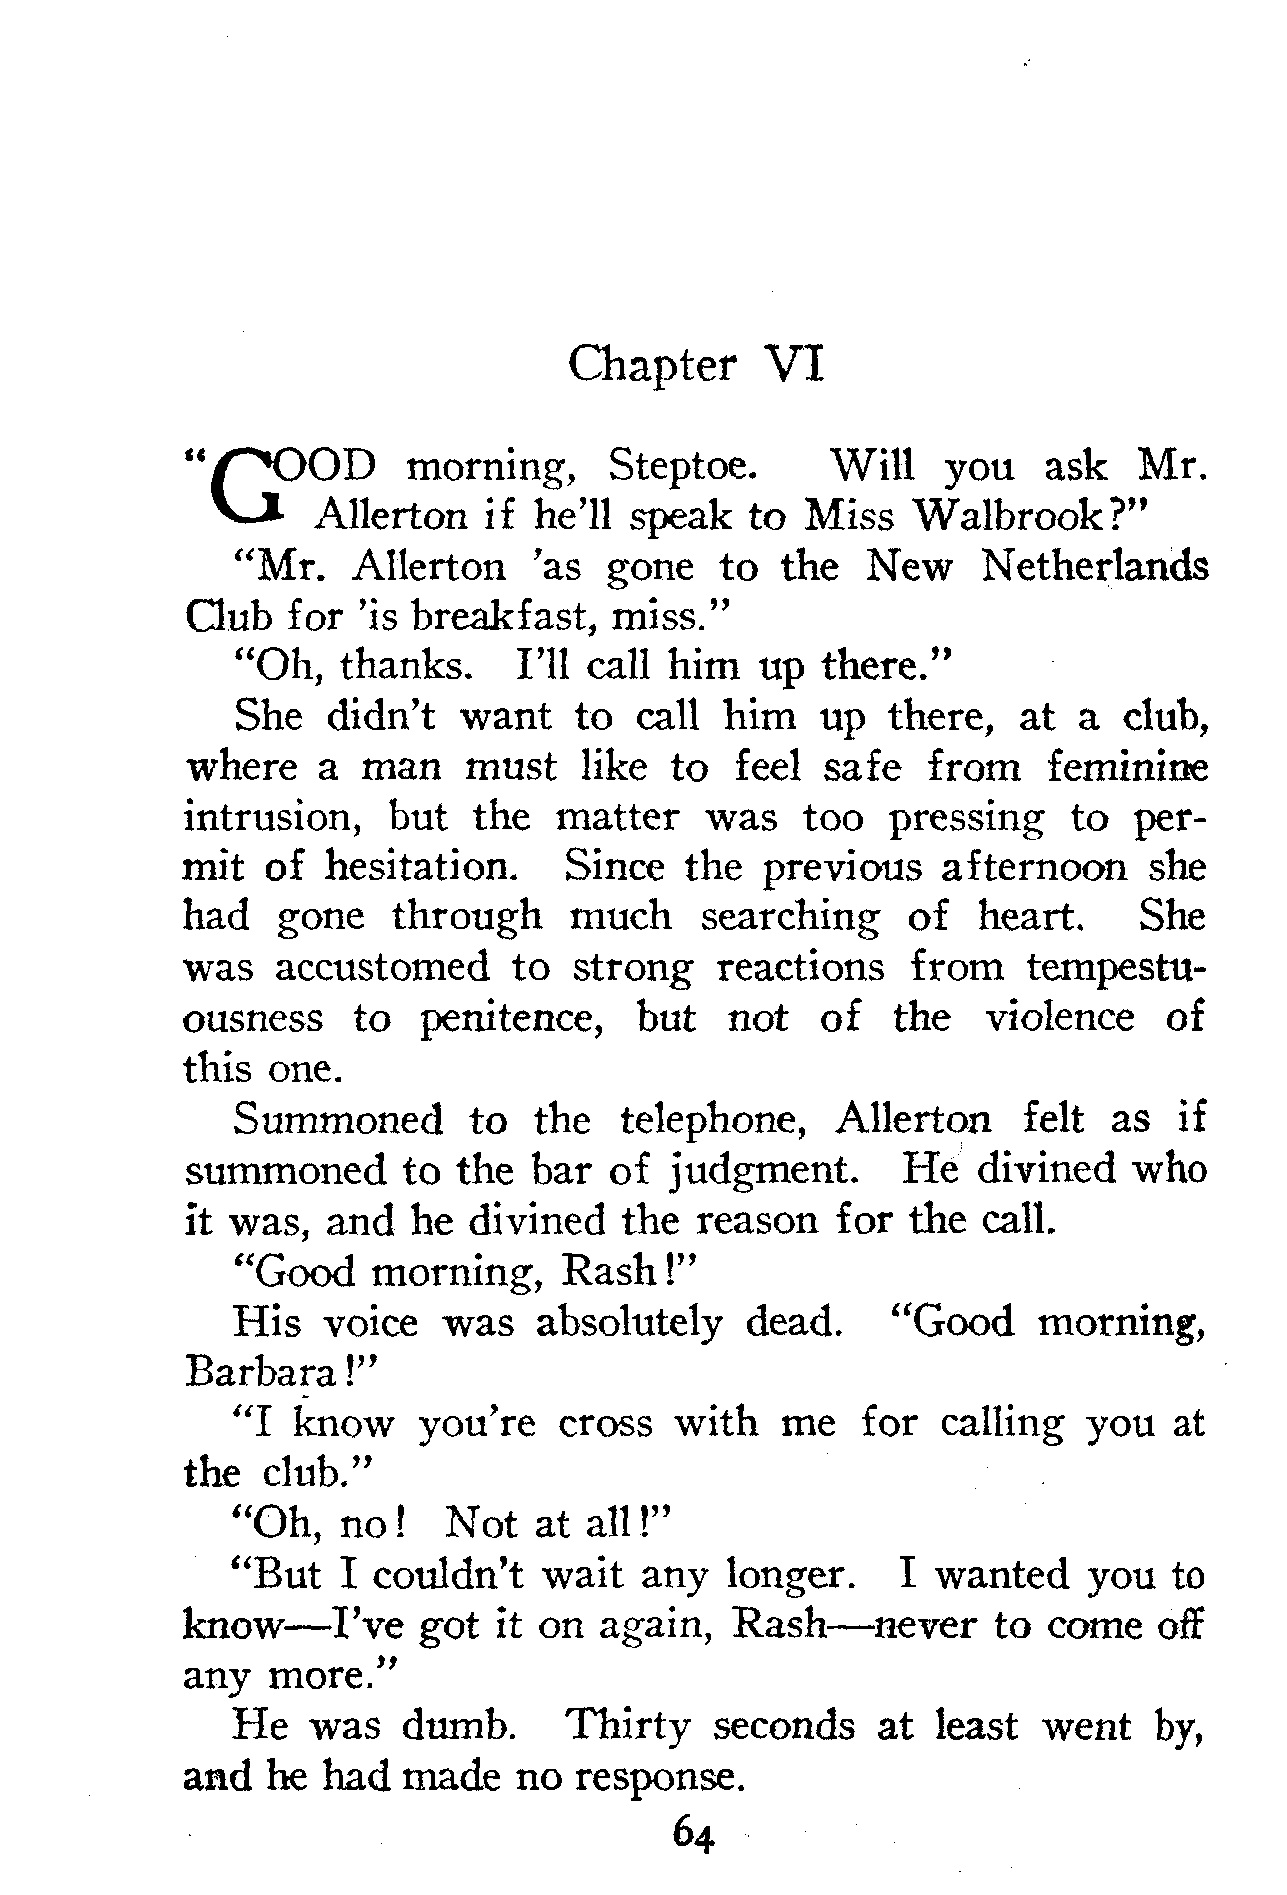 Chapter VI
“GOOD morning, Steptoe. Will you ask Mr.
Allerton if he'll speak to Miss Walbrook?”
“Mr. Allerton 'as gone to the New Netherlands
Club for 'is breakfast, miss.”
“Oh, thanks. I'll call him up there.”
She didn't want to call him up there, at a club,
where a man must like to feel safe from feminine
intrusion, but the matter was too pressing to per-
mit of hesitation. Since the previous afternoon she
had gone through much searching of heart. She
was accustomed to strong reactions from tempestu-
ousness to penitence, but not of the violence of
this one.
Summoned to the telephone, Allerton felt as if
summoned to the bar of judgment. He divined who
it was, and he divined the reason for the call.
“Good morning, Rash!”
His voice was absolutely dead. “Good morning,
Barbara!”
“I know you're cross with me for calling you at
the club.”
“Oh, no! Not at all!”
“But I couldn't wait any longer. I wanted you to
know—I've got it on again, Rash—never to come off
any more.”
He was dumb. Thirty seconds at least went by,
and he had made no response.
64